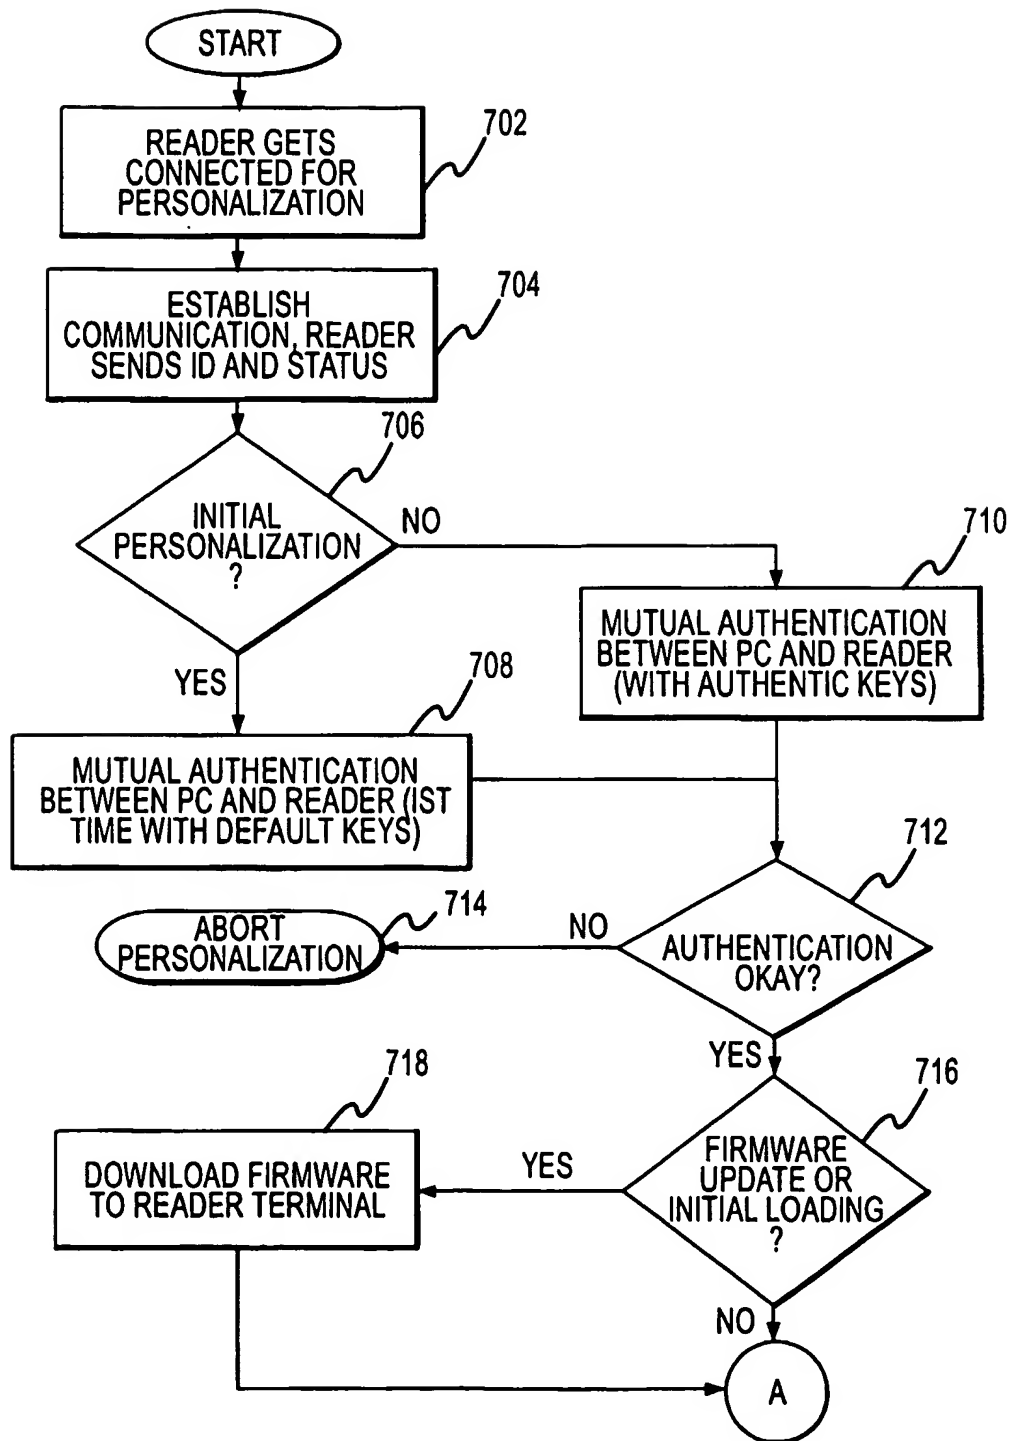 START
702
READER GETS
CONNECTED FOR
PERSONALIZATION
704
ESTABLISH
COMMUNICATION, READER
SENDS ID AND STATUS
706
INITIAL
PERSONALIZATION
?
NO
YES
710
MUTUAL AUTHENTICATION
BETWEEN PC AND READER
(WITH AUTHENTIC KEYS)
708
MUTUAL AUTHENTICATION
BETWEEN PC AND READER (IST
TIME WITH DEFAULT KEYS)
712
AUTHENTICATION
OKAY?
NO
714
ABORT
PERSONALIZATION
YES
716
FIRMWARE
UPDATE OR
INITIAL LOADING
?
YES
718
DOWNLOAD FIRMWARE
TO READER TERMINAL
NO
A